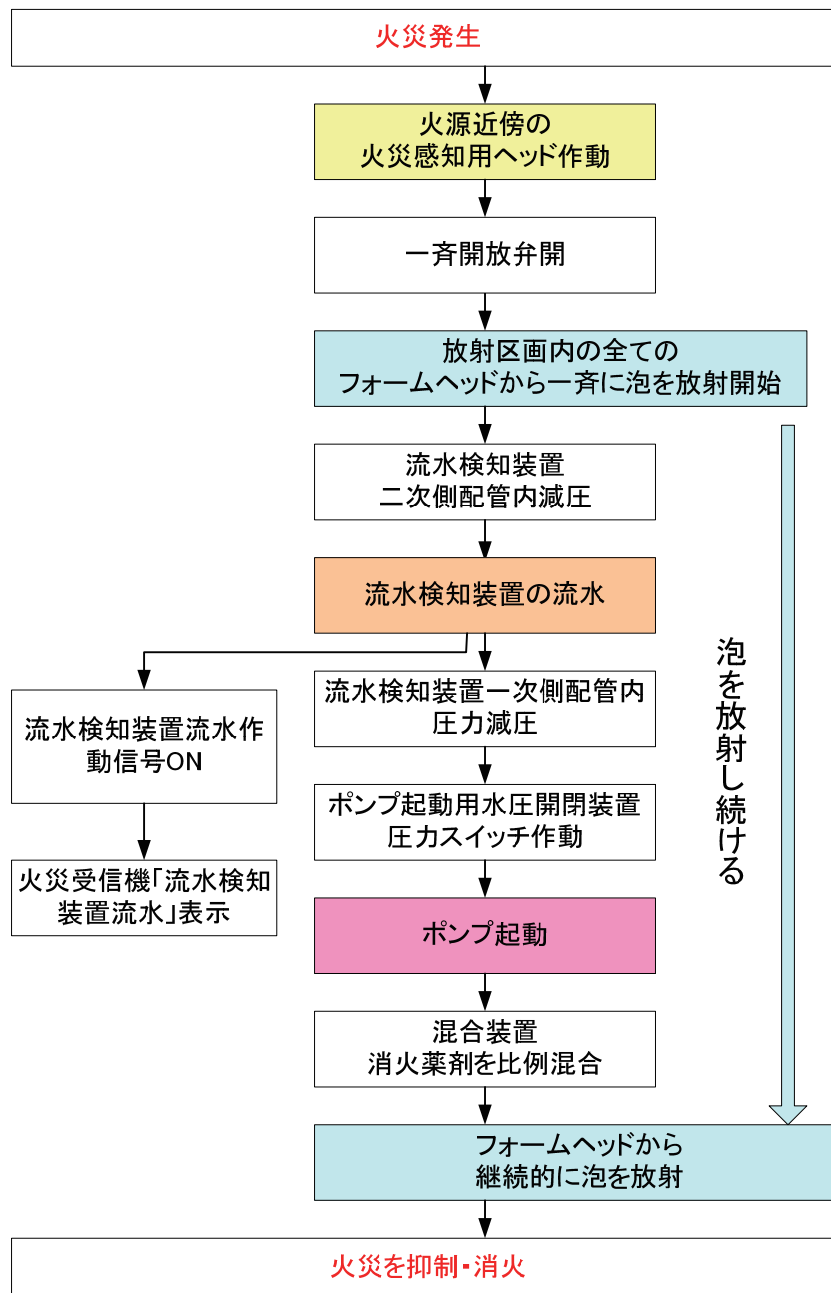 火災発生
火源近傍の
火災感知用ヘッド作動
一斉開放弁開
放射区画内の全ての
フォームヘッドから一斉に泡を放射開始
流水検知装置
二次側配管内減圧
流水検知装置の流水
流水検知装置流水作
動信号ON
火災受信機｢流水検知
装置流水｣表示
流水検知装置一次側配管内
圧力減圧
ポンプ起動用水圧開閉装置
圧力スイッチ作動
ポンプ起動
混合装置
消火薬剤を比例混合
泡を放射し続ける
フォームヘッドから
継続的に泡を放射
火災を抑制･消火